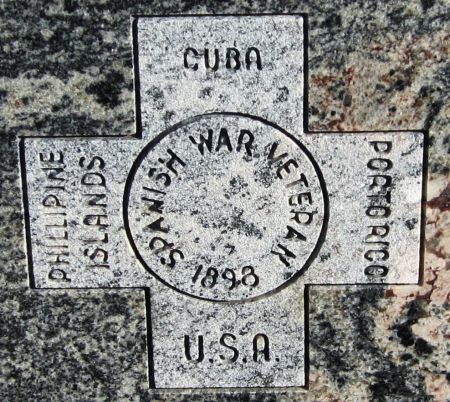 CUBA
PHILLIPINE
ISLANDS
SPANISH WAR VETERAN
1898
PORTO RICO
U.S.A.